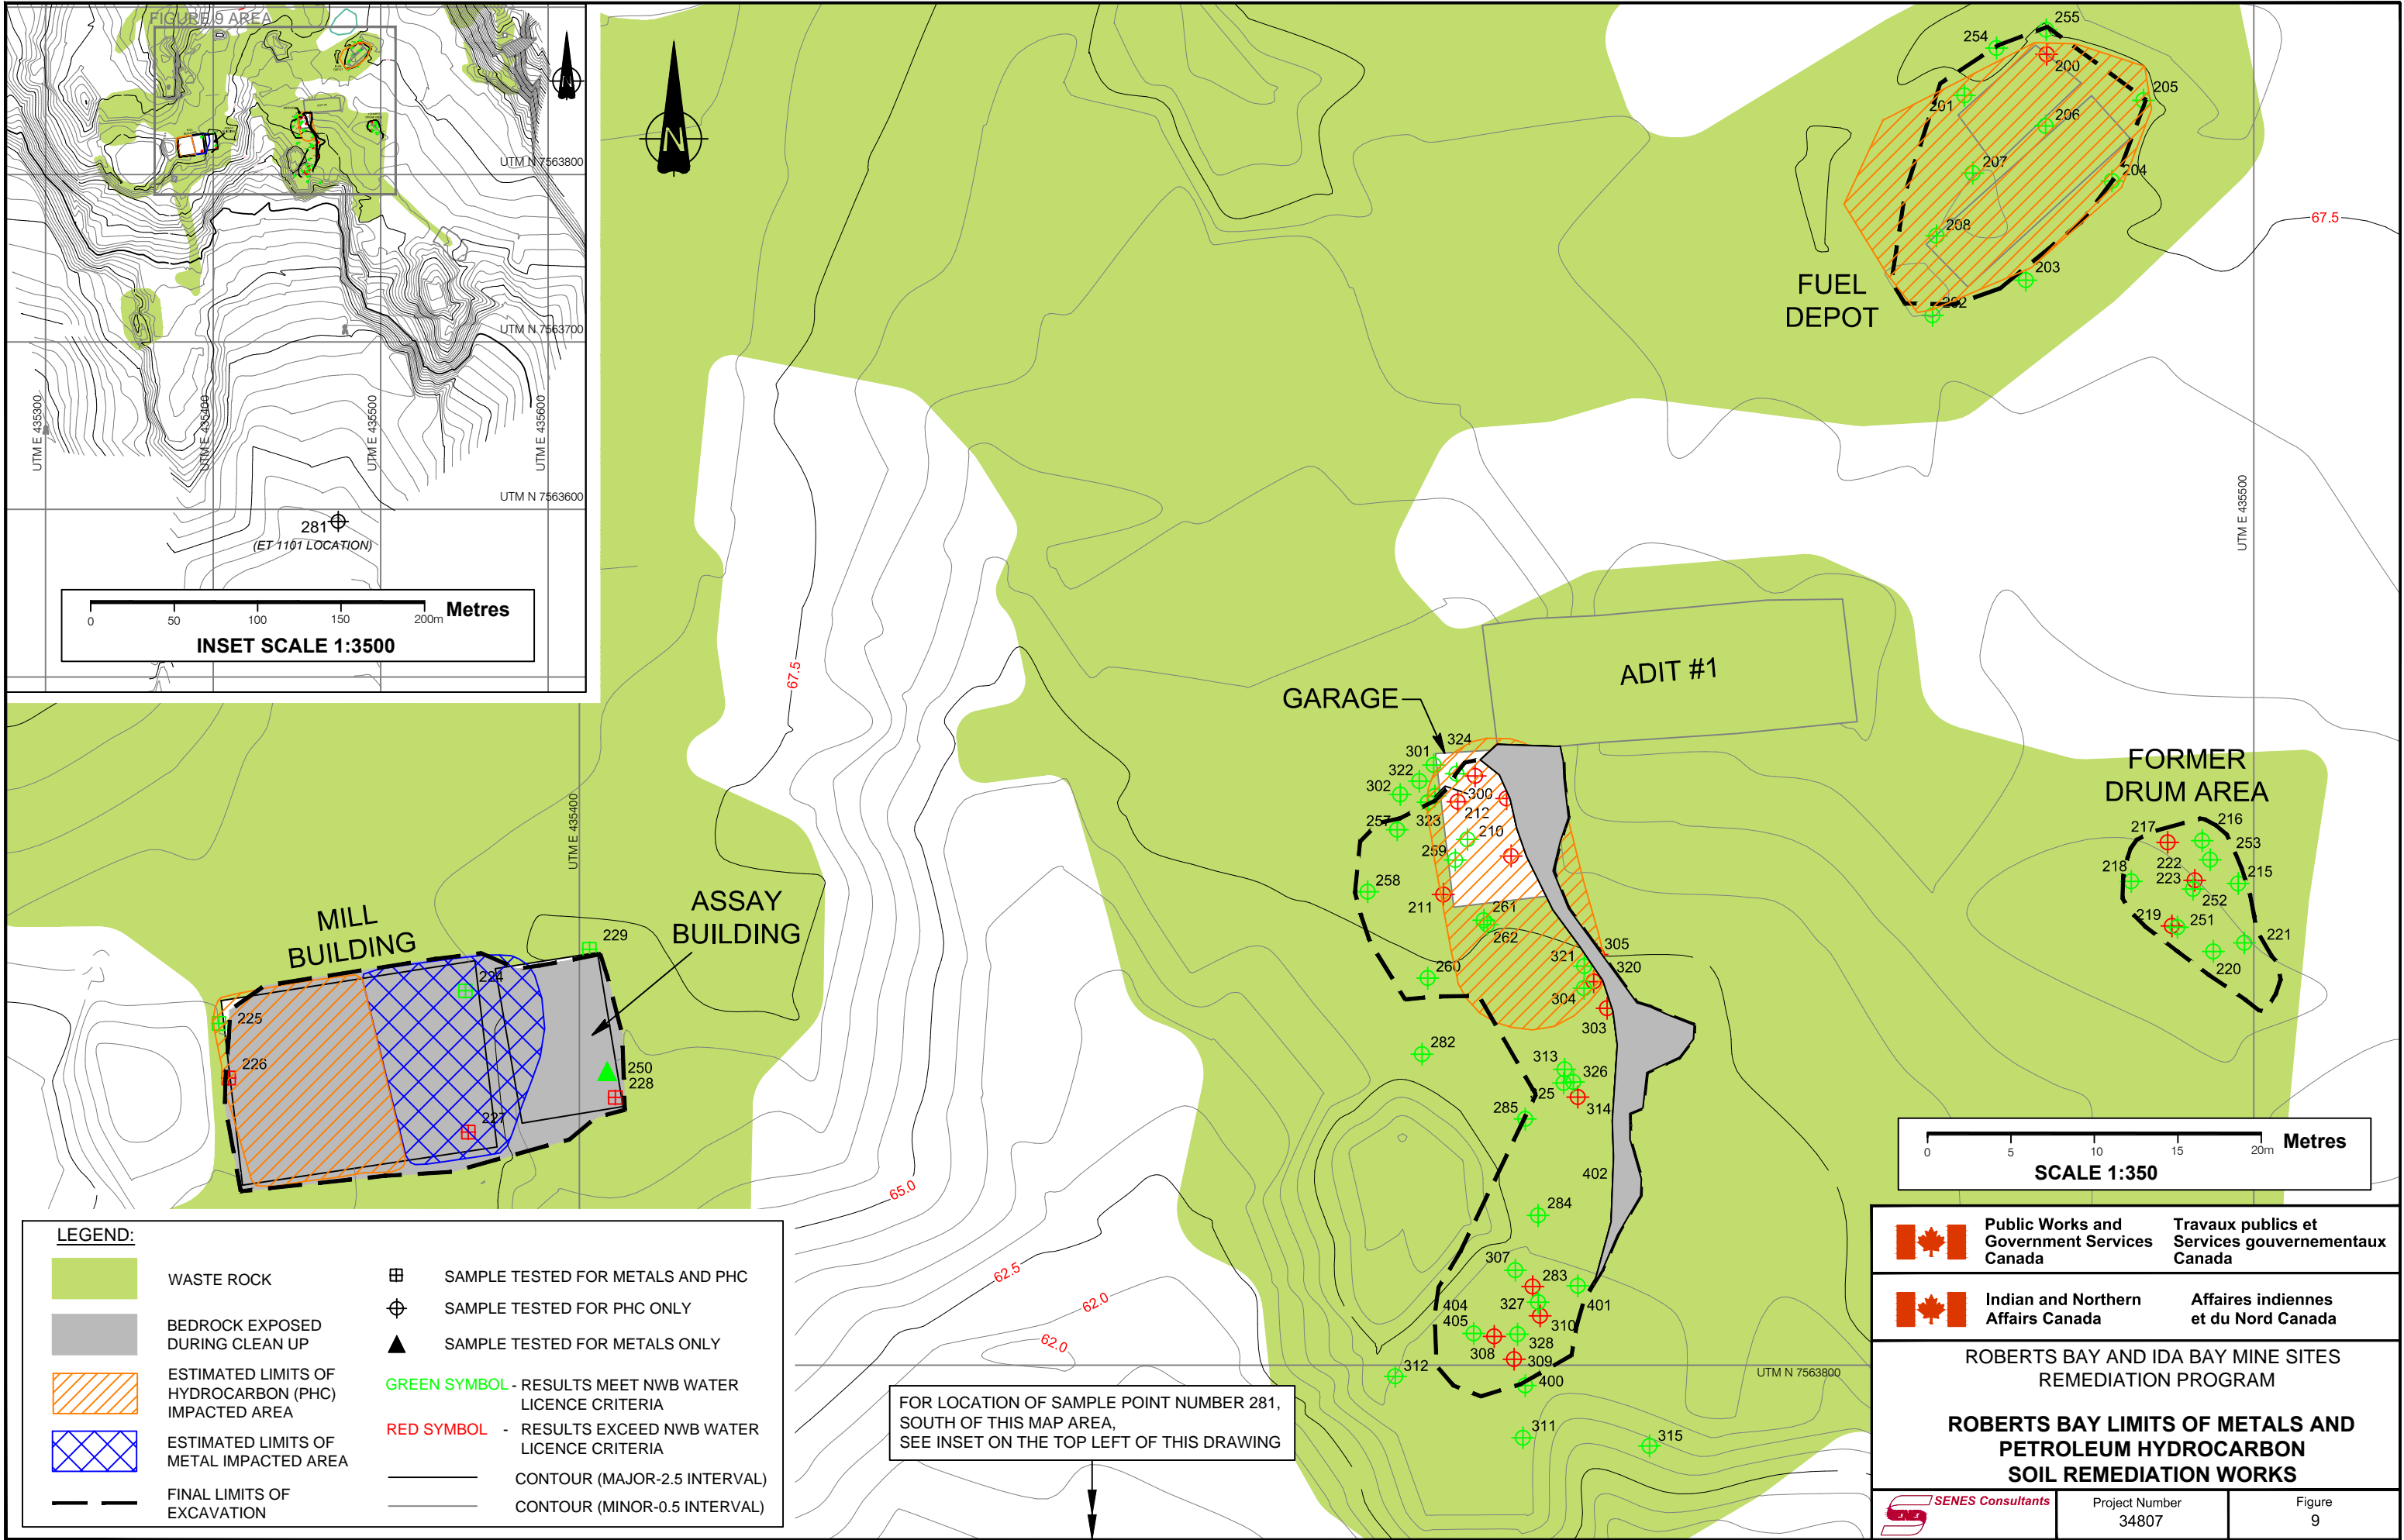 FIGURE 9 AREA
UTM N 7563800
UTM N 7563700
UTM N 7563600
UTM E 435300
UTM E 435400
UTM E 435500
UTM E 435600
281
(ET 1101 LOCATION)
0 50 100 150 200m Metres
INSET SCALE 1:3500
N
255
254
200
205
201
206
207
204
208
203
202
FUEL
DEPOT
67.5
UTM E 435500
67.5
ADIT #1
GARAGE
324
301
322
302
300
212
257
323
210
259
258
211
261
262
305
321
320
260
304
303
282
313
326
325
314
285
402
284
307
283
404
327
401
405
310
328
308
309
312
400
311
315
FORMER
DRUM AREA
217
216
253
222
218
223
215
252
219
251
221
220
UTM E 435400
MILL
BUILDING
ASSAY
BUILDING
229
224
225
226
250
228
227
65.0
62.5
62.0
62.0
UTM N 7563800
0 5 10 15 20m Metres
SCALE 1:350
LEGEND:
WASTE ROCK
BEDROCK EXPOSED
DURING CLEAN UP
ESTIMATED LIMITS OF
HYDROCARBON (PHC)
IMPACTED AREA
ESTIMATED LIMITS OF
METAL IMPACTED AREA
FINAL LIMITS OF
EXCAVATION
SAMPLE TESTED FOR METALS AND PHC
SAMPLE TESTED FOR PHC ONLY
SAMPLE TESTED FOR METALS ONLY
GREEN SYMBOL - RESULTS MEET NWB WATER
LICENCE CRITERIA
RED SYMBOL - RESULTS EXCEED NWB WATER
LICENCE CRITERIA
CONTOUR (MAJOR-2.5 INTERVAL)
CONTOUR (MINOR-0.5 INTERVAL)
FOR LOCATION OF SAMPLE POINT NUMBER 281,
SOUTH OF THIS MAP AREA,
SEE INSET ON THE TOP LEFT OF THIS DRAWING
Public Works and
Government Services
Canada
Travaux publics et
Services gouvernementaux
Canada
Indian and Northern
Affairs Canada
Affaires indiennes
et du Nord Canada
ROBERTS BAY AND IDA BAY MINE SITES
REMEDIATION PROGRAM
ROBERTS BAY LIMITS OF METALS AND
PETROLEUM HYDROCARBON
SOIL REMEDIATION WORKS
SENES Consultants
Project Number
34807
Figure
9